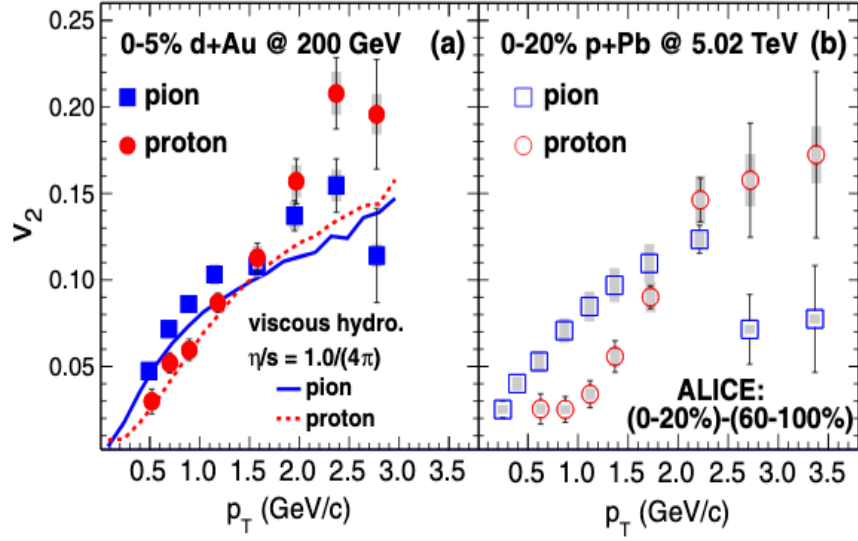 0-5% d+Au @ 200 GeV (a)
pion
proton
viscous hydro.
η/s = 1.0/(4π)
pion
proton
0-20% p+Pb @ 5.02 TeV (b)
pion
proton
ALICE:
(0-20%)-(60-100%)
0.25
0.20
0.15
0.10
0.05
v2
0.5 1.0 1.5 2.0 2.5 3.0 3.5
0.5 1.0 1.5 2.0 2.5 3.0 3.5
pT (GeV/c)
pT (GeV/c)